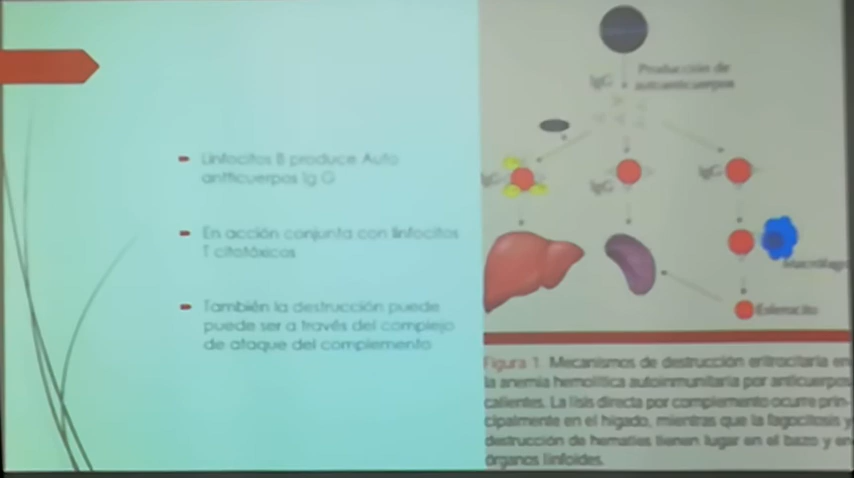 Linfocitos B produce Auto
antticuerpos Ig G
En acción conjunta con linfocitos
T citotóxicos
También la destrucción puede
puede ser a través del complejo
de ataque del complemento
IgG
Producción de
autoanticuerpos
IgG
IgG
IgG
Macrófago
Esferocito
Figura 1. Mecanismos de destrucción eritrocitaria en
la anemia hemolítica autoinmunitaria por anticuerpos
calientes. La lisis directa por complemento ocurre prin-
cipalmente en el hígado, mientras que la fagocitosis y
destrucción de hematíes tienen lugar en el bazo y en
órganos linfoides.